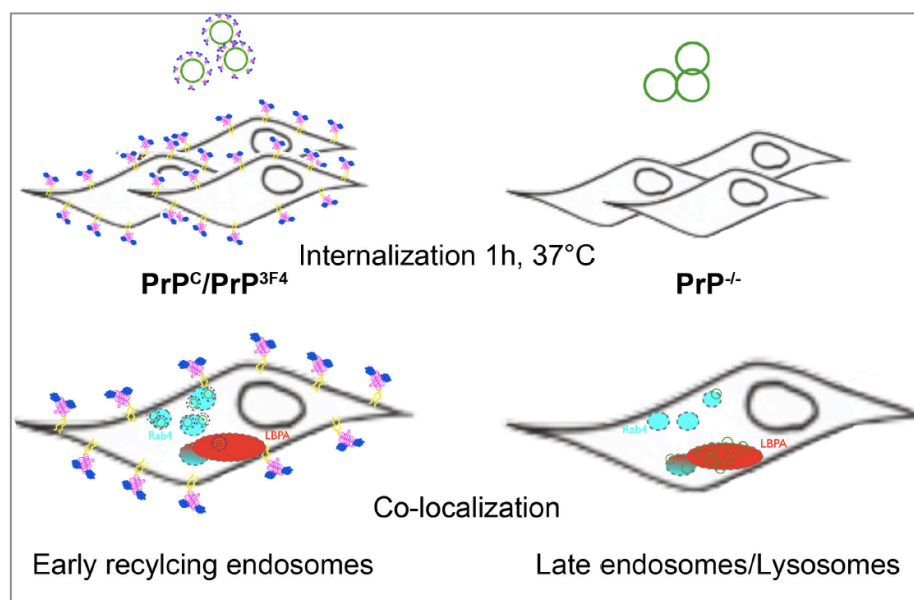 Internalization 1h, 37°C
PrPᶜ/PrP³ᶠ⁴
PrP⁻/⁻
Rab4
LBPA
Rab4
LBPA
Co-localization
Early recylcing endosomes
Late endosomes/Lysosomes